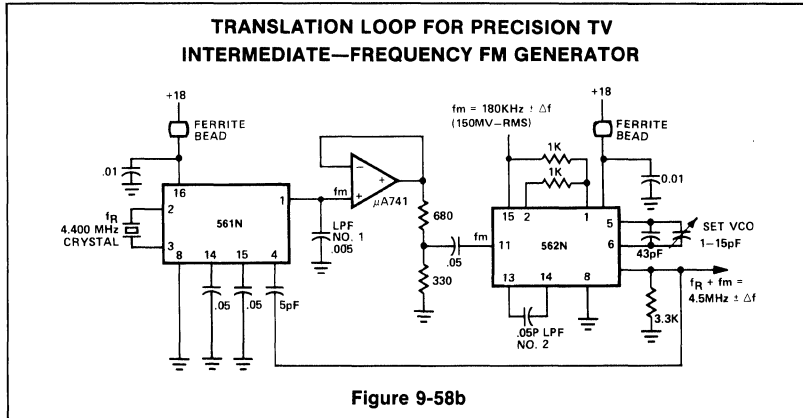 TRANSLATION LOOP FOR PRECISION TV
INTERMEDIATE—FREQUENCY FM GENERATOR
+18
FERRITE
BEAD
.01
16
2
561N
1
fR
4.400 MHz
CRYSTAL
3
8
14
15
4
.05
.05
5pF
fm
LPF
NO. 1
.005
−
+
µA741
680
330
.05
fm
fm = 180KHz ± Δf
(150MV–RMS)
1K
1K
+18
FERRITE
BEAD
0.01
15
2
1
11
562N
5
6
13
14
8
43pF
SET VCO
1–15pF
.05P LPF
NO. 2
3.3K
fR + fm =
4.5MHz ± Δf
Figure 9-58b